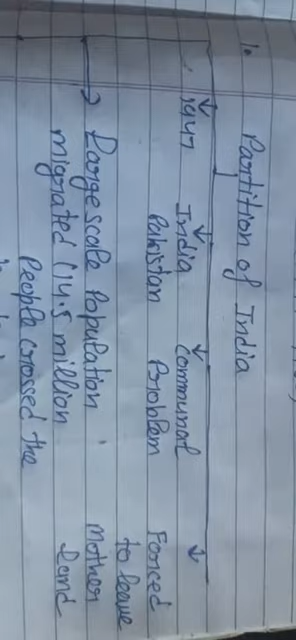 1. Partition of India
1947 India Communal Forced
Pakistan Problem to leave
Mother
Land
Large scale Population
migrated (14.5 million
People crossed the